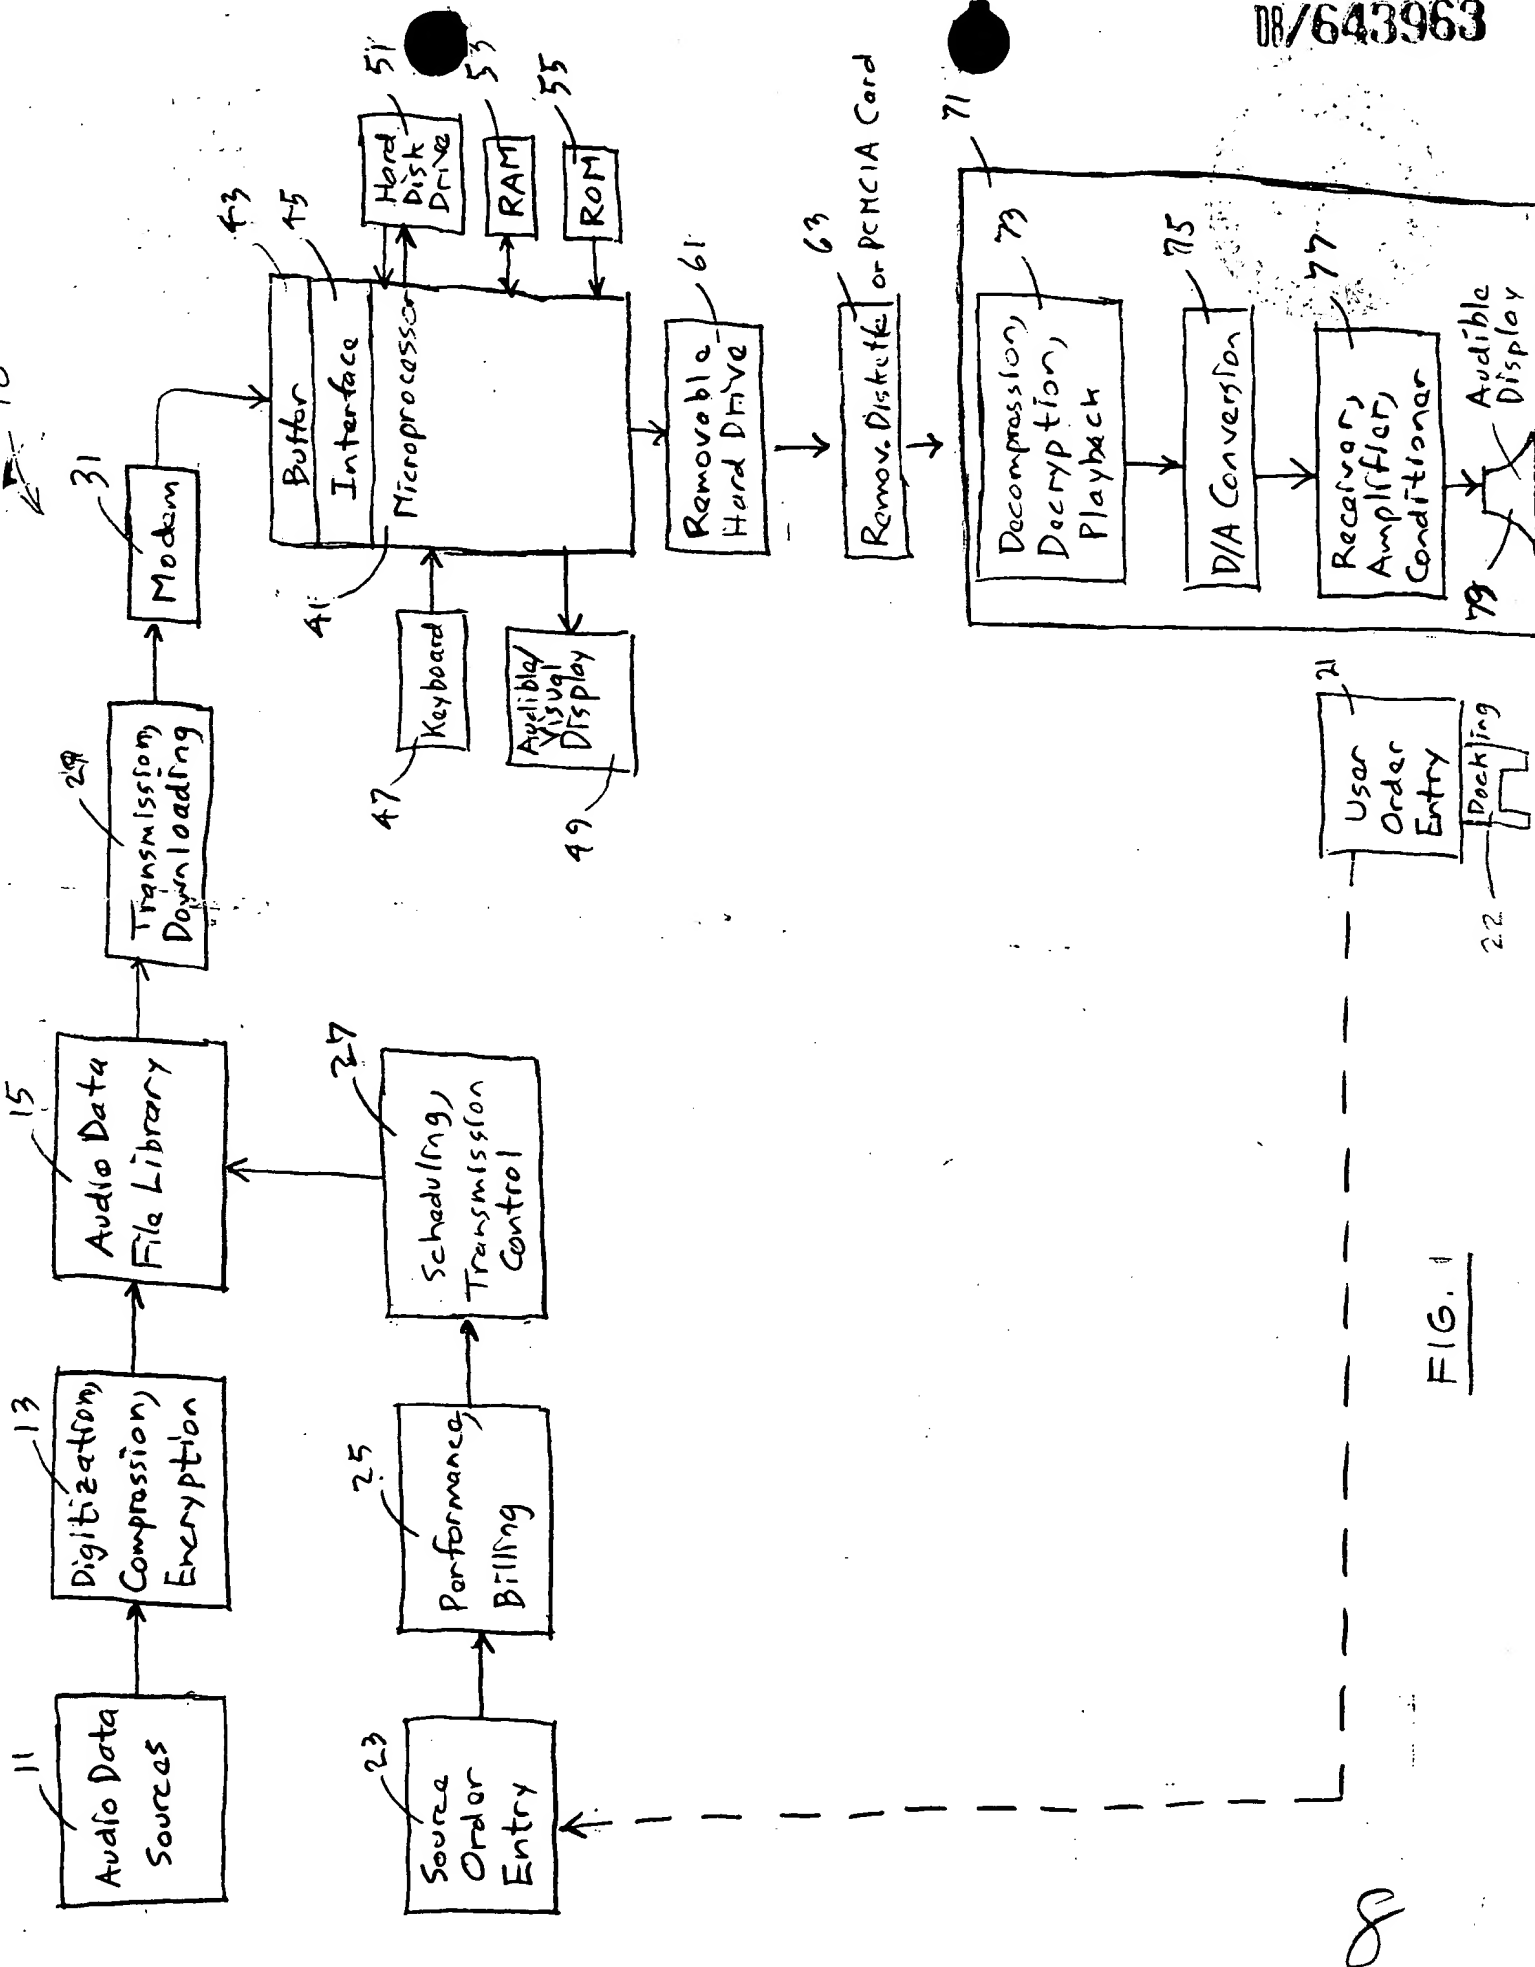 08/643963
10
11
Audio Data
Sources
13
Digitization,
Compression,
Encryption
15
Audio Data
File Library
29
Transmission,
Downloading
31
Modem
23
Source
Order
Entry
25
Performance,
Billing
27
Scheduling,
Transmission
Control
43
Buffer
45
Interface
41
Microprocessor
47
Keyboard
49
Audible/
Visual
Display
51
Hard
Disk
Drive
53
RAM
55
ROM
61
Removable
Hard Drive
63
Remov. Diskette or PCMCIA Card
71
73
Decompression,
Decryption,
Playback
75
D/A Conversion
77
Receiver,
Amplifier,
Conditioner
79
Audible
Display
21
User
Order
Entry
22
Docking
FIG. 1
8